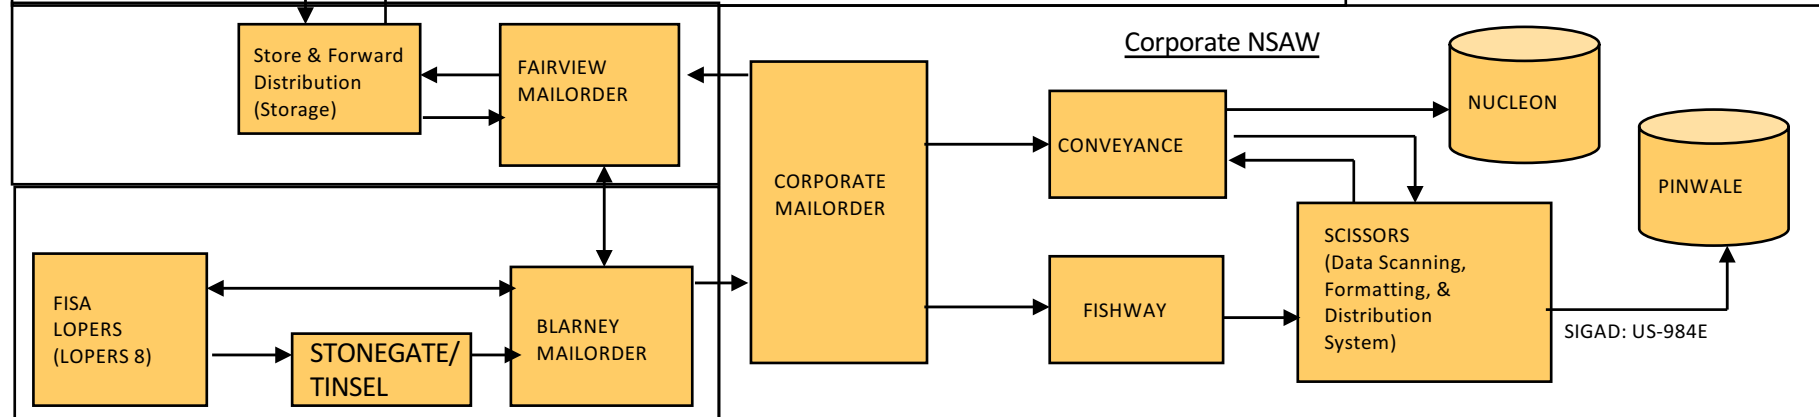 Corporate NSAW
Store & Forward
Distribution
(Storage)
FAIRVIEW
MAILORDER
CORPORATE
MAILORDER
CONVEYANCE
NUCLEON
PINWALE
FISA
LOPERS
(LOPERS 8)
STONEGATE/
TINSEL
BLARNEY
MAILORDER
FISHWAY
SCISSORS
(Data Scanning,
Formatting, &
Distribution
System)
SIGAD: US-984E